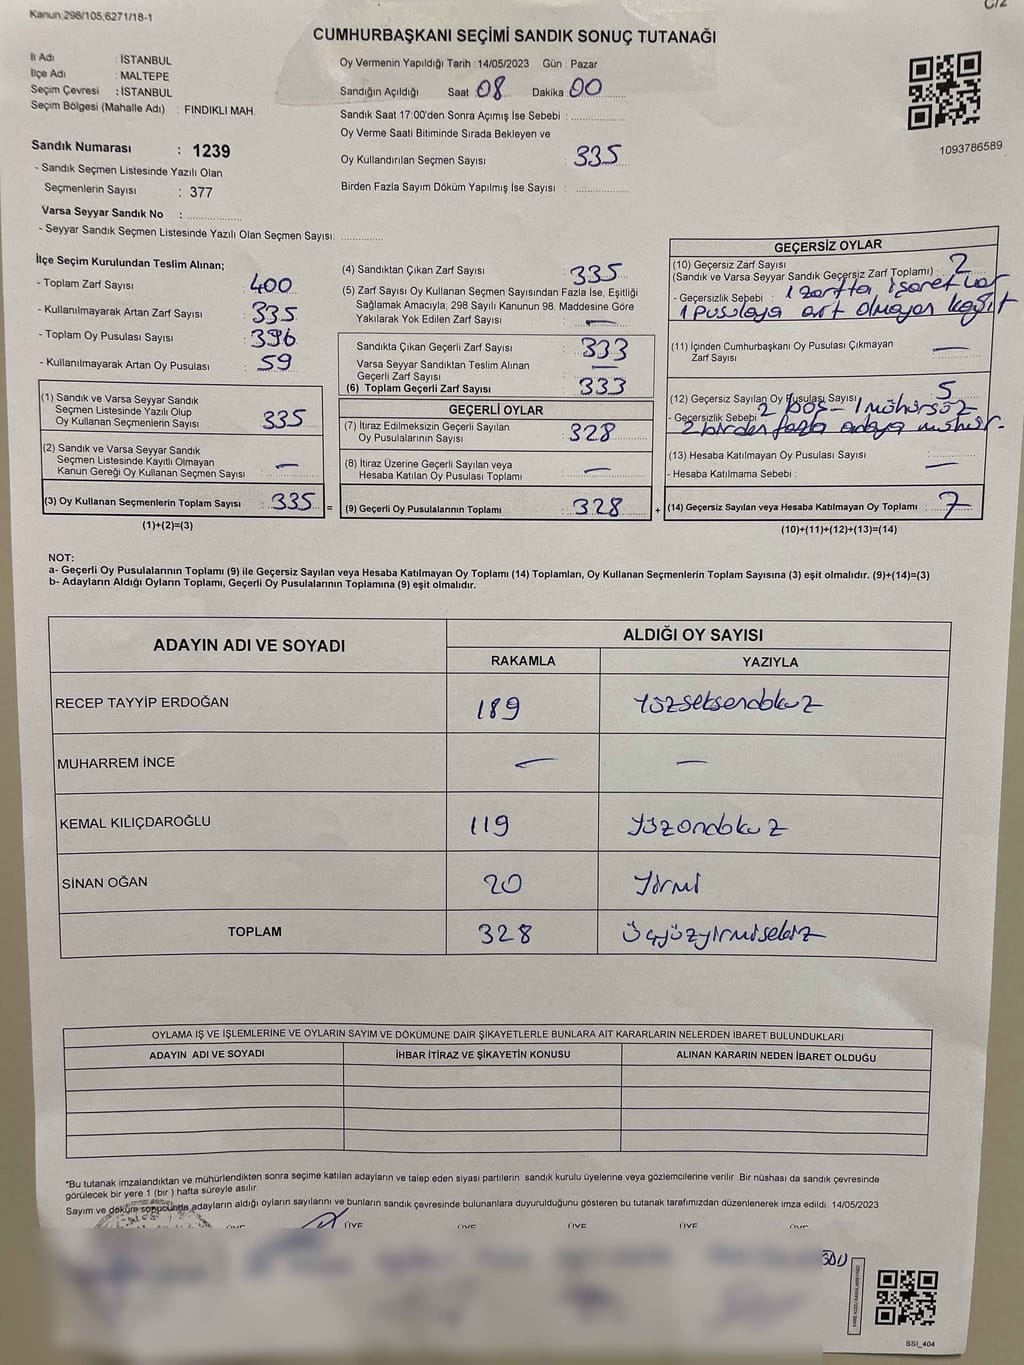 C/2
Kanun;298/105;6271/18-1
CUMHURBAŞKANI SEÇİMİ SANDIK SONUÇ TUTANAĞI
İl Adı : İSTANBUL
İlçe Adı : MALTEPE
Seçim Çevresi : İSTANBUL
Seçim Bölgesi (Mahalle Adı) : FINDIKLI MAH.
Oy Vermenin Yapıldığı Tarih : 14/05/2023 Gün : Pazar
Sandığın Açıldığı Saat 08 Dakika 00
Sandık Saat 17:00'den Sonra Açımış İse Sebebi :
Oy Verme Saati Bitiminde Sırada Bekleyen ve
Oy Kullandırılan Seçmen Sayısı : 335
Birden Fazla Sayım Döküm Yapılmış İse Sayısı :
1093786589
Sandık Numarası : 1239
- Sandık Seçmen Listesinde Yazılı Olan
Seçmenlerin Sayısı : 377
Varsa Seyyar Sandık No :
- Seyyar Sandık Seçmen Listesinde Yazılı Olan Seçmen Sayısı:
İlçe Seçim Kurulundan Teslim Alınan;
- Toplam Zarf Sayısı : 400
- Kullanılmayarak Artan Zarf Sayısı : 335
- Toplam Oy Pusulası Sayısı : 396
- Kullanılmayarak Artan Oy Pusulası : 59
(1) Sandık ve Varsa Seyyar Sandık
Seçmen Listesinde Yazılı Olup
Oy Kullanan Seçmenlerin Sayısı : 335
(2) Sandık ve Varsa Seyyar Sandık
Seçmen Listesinde Kayıtlı Olmayan
Kanun Gereği Oy Kullanan Seçmen Sayısı : —
(3) Oy Kullanan Seçmenlerin Toplam Sayısı : 335 =
(1)+(2)=(3)
(4) Sandıktan Çıkan Zarf Sayısı : 335
(5) Zarf Sayısı Oy Kullanan Seçmen Sayısından Fazla İse, Eşitliği
Sağlamak Amacıyla; 298 Sayılı Kanunun 98. Maddesine Göre
Yakılarak Yok Edilen Zarf Sayısı : —
Sandıkta Çıkan Geçerli Zarf Sayısı : 333
Varsa Seyyar Sandıktan Teslim Alınan
Geçerli Zarf Sayısı : —
(6) Toplam Geçerli Zarf Sayısı : 333
GEÇERLİ OYLAR
(7) İtiraz Edilmeksizin Geçerli Sayılan
Oy Pusulalarının Sayısı : 328
(8) İtiraz Üzerine Geçerli Sayılan veya
Hesaba Katılan Oy Pusulası Toplamı : —
(9) Geçerli Oy Pusulalarının Toplamı : 328 +
GEÇERSİZ OYLAR
(10) Geçersiz Zarf Sayısı
(Sandık ve Varsa Seyyar Sandık Geçersiz Zarf Toplamı) : 2
- Geçersizlik Sebebi : 1 zarfta işaret var
1 pusulaya ait olmayan kağıt
(11) İçinden Cumhurbaşkanı Oy Pusulası Çıkmayan
Zarf Sayısı : —
(12) Geçersiz Sayılan Oy Pusulası Sayısı : 5
- Geçersizlik Sebebi 2 boş – 1 mühürsüz
2 birden fazla adaya mühür.
(13) Hesaba Katılmayan Oy Pusulası Sayısı : —
- Hesaba Katılmama Sebebi :
(14) Geçersiz Sayılan veya Hesaba Katılmayan Oy Toplamı : 7
(10)+(11)+(12)+(13)=(14)
NOT:
a- Geçerli Oy Pusulalarının Toplamı (9) ile Geçersiz Sayılan veya Hesaba Katılmayan Oy Toplamı (14) Toplamları, Oy Kullanan Seçmenlerin Toplam Sayısına (3) eşit olmalıdır. (9)+(14)=(3)
b- Adayların Aldığı Oyların Toplamı, Geçerli Oy Pusulalarının Toplamına (9) eşit olmalıdır.
ADAYIN ADI VE SOYADI
ALDIĞI OY SAYISI
RAKAMLA YAZIYLA
RECEP TAYYİP ERDOĞAN 189 Yüzseksendokuz
MUHARREM İNCE — —
KEMAL KILIÇDAROĞLU 119 Yüzondokuz
SİNAN OĞAN 20 Yirmi
TOPLAM 328 Üçyüzyirmisekiz
OYLAMA İŞ VE İŞLEMLERİNE VE OYLARIN SAYIM VE DÖKÜMÜNE DAİR ŞİKAYETLERLE BUNLARA AİT KARARLARIN NELERDEN İBARET BULUNDUKLARI
ADAYIN ADI VE SOYADI İHBAR İTİRAZ VE ŞİKAYETİN KONUSU ALINAN KARARIN NEDEN İBARET OLDUĞU
*Bu tutanak imzalandıktan ve mühürlendikten sonra seçime katılan adayların ve talep eden siyasi partilerin sandık kurulu üyelerine veya gözlemcilerine verilir. Bir nüshası da sandık çevresinde
görülecek bir yere 1 (bir ) hafta süreyle asılır.
Sayım ve döküm sonucunda adayların aldığı oyların sayılarını ve bunların sandık çevresinde bulunanlara duyurulduğunu gösteren bu tutanak tarafımızdan düzenlenerek imza edildi. 14/05/2023
ÜYE ÜYE ÜYE ÜYE ÜYE ÜYE
SSI_404